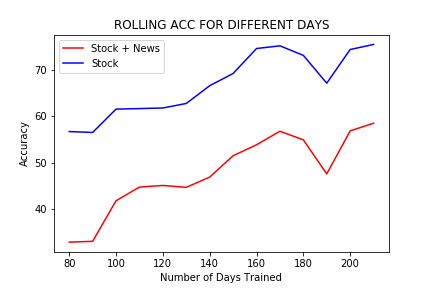 ROLLING ACC FOR DIFFERENT DAYS
Stock + News
Stock
70
60
50
40
Accuracy
80 100 120 140 160 180 200
Number of Days Trained